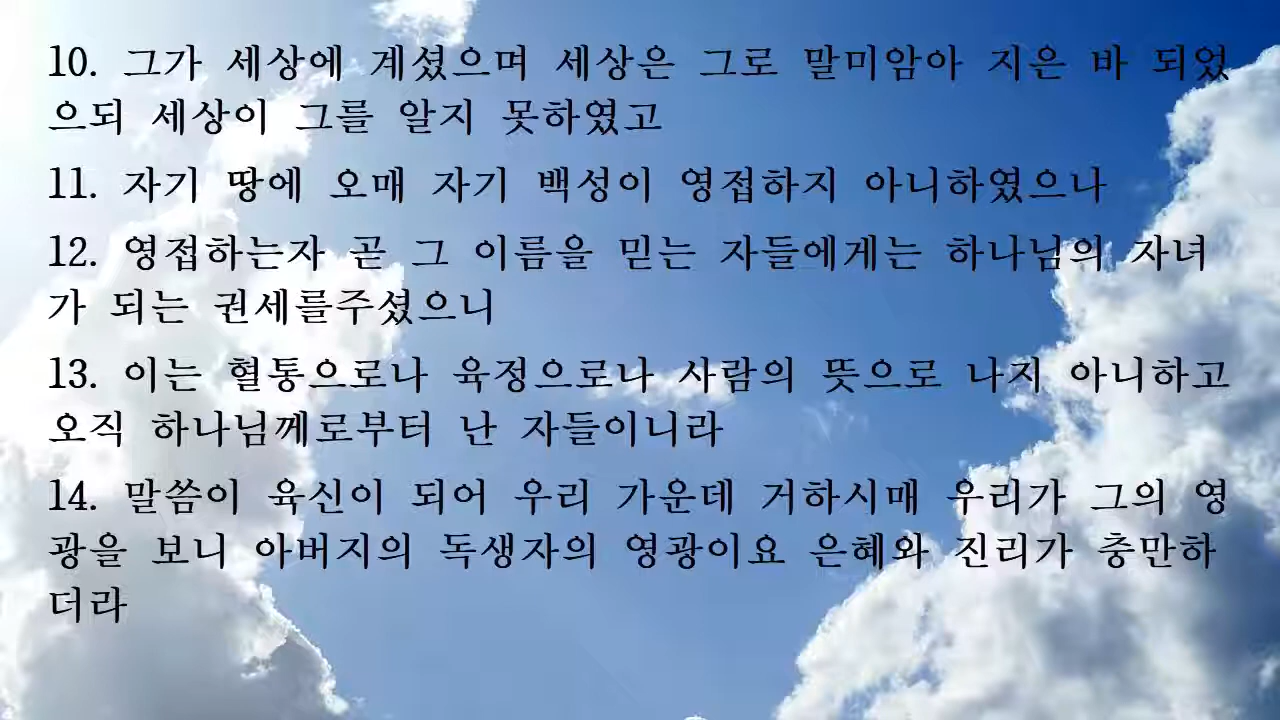 10. 그가 세상에 계셨으며 세상은 그로 말미암아 지은 바 되었
으되 세상이 그를 알지 못하였고
11. 자기 땅에 오매 자기 백성이 영접하지 아니하였으나
12. 영접하는자 곧 그 이름을 믿는 자들에게는 하나님의 자녀
가 되는 권세를주셨으니
13. 이는 혈통으로나 육정으로나 사람의 뜻으로 나지 아니하고
오직 하나님께로부터 난 자들이니라
14. 말씀이 육신이 되어 우리 가운데 거하시매 우리가 그의 영
광을 보니 아버지의 독생자의 영광이요 은혜와 진리가 충만하
더라